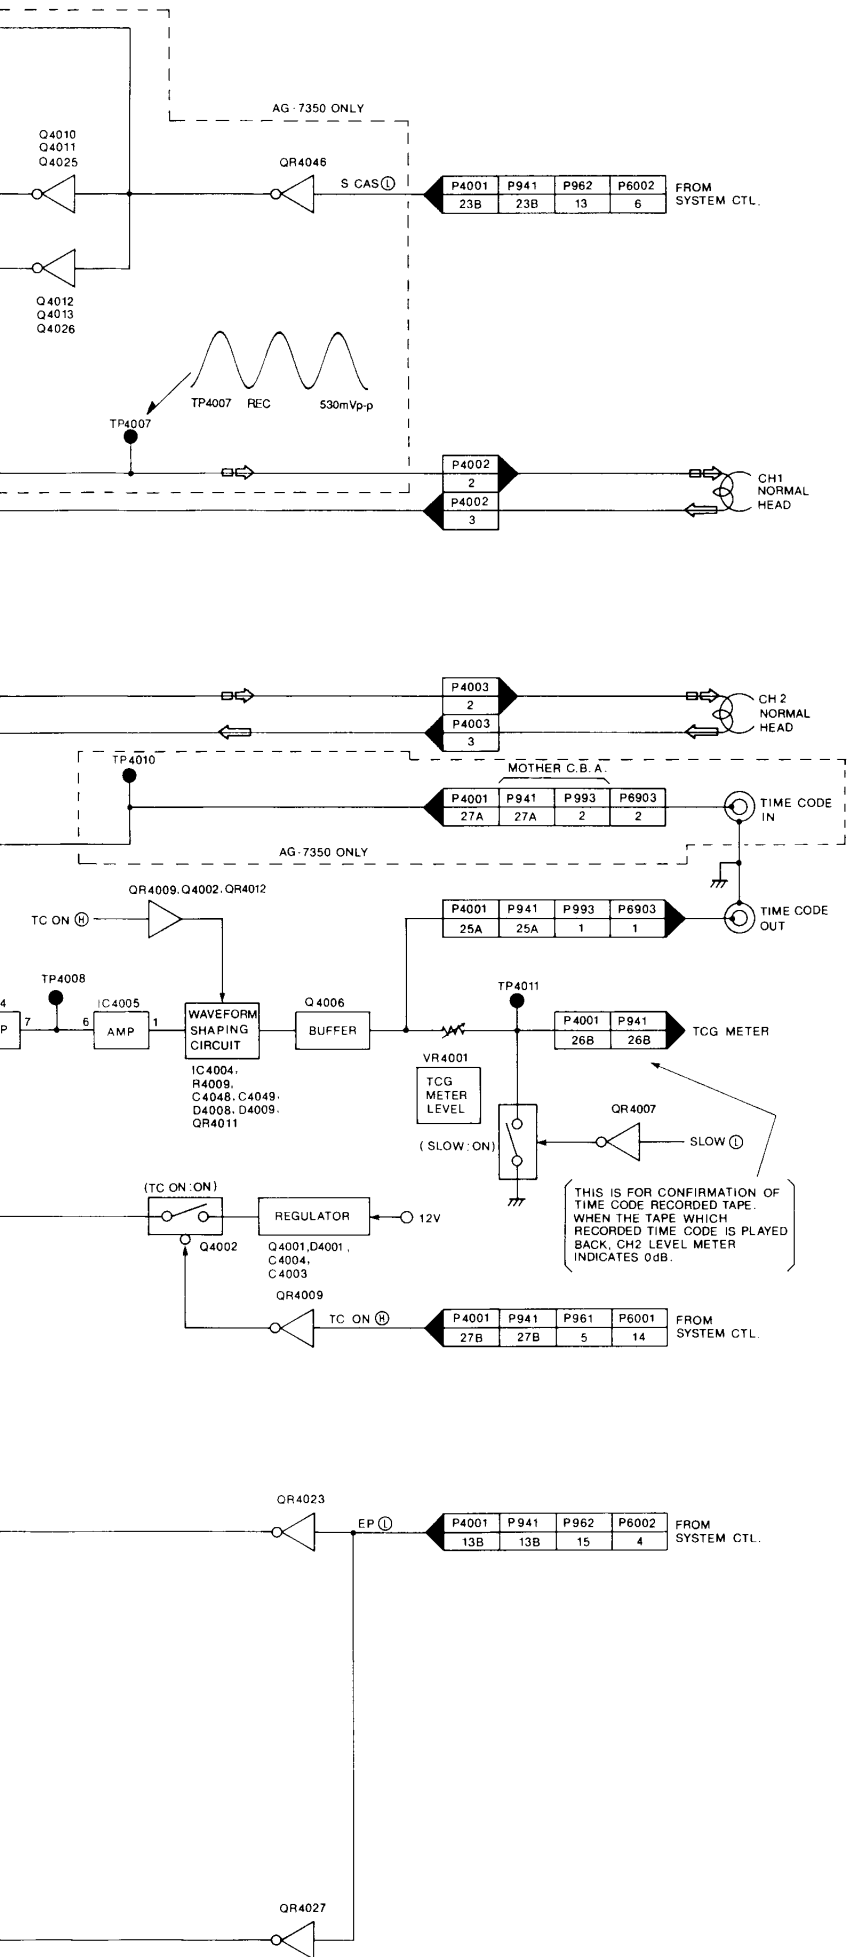 AG-7350 ONLY
Q4010
Q4011
Q4025
QR4046
S CAS Ⓛ
P4001 P941 P962 P6002
23B 23B 13 6
FROM
SYSTEM CTL.
Q4012
Q4013
Q4026
TP4007 REC 530mVp-p
TP4007
P4002
2
P4002
3
CH1
NORMAL
HEAD
P4003
2
P4003
3
CH 2
NORMAL
HEAD
TP4010
MOTHER C.B.A.
P4001 P941 P993 P6903
27A 27A 2 2
TIME CODE
IN
AG-7350 ONLY
QR4009, Q4002, QR4012
TC ON Ⓗ
P4001 P941 P993 P6903
25A 25A 1 1
TIME CODE
OUT
4
P
7
TP4008
6
IC4005
AMP
1
WAVEFORM
SHAPING
CIRCUIT
IC4004,
R4009,
C4048, C4049,
D4008, D4009,
QR4011
Q4006
BUFFER
VR4001
TCG
METER
LEVEL
TP4011
P4001 P941
26B 26B
TCG METER
(SLOW:ON)
QR4007
SLOW Ⓛ
THIS IS FOR CONFIRMATION OF
TIME CODE RECORDED TAPE.
WHEN THE TAPE WHICH
RECORDED TIME CODE IS PLAYED
BACK, CH2 LEVEL METER
INDICATES 0dB.
(TC ON:ON)
Q4002
REGULATOR
12V
Q4001,D4001,
C4004,
C4003
QR4009
TC ON Ⓗ
P4001 P941 P961 P6001
27B 27B 5 14
FROM
SYSTEM CTL.
QR4023
EP Ⓛ
P4001 P941 P962 P6002
13B 13B 15 4
FROM
SYSTEM CTL.
QR4027